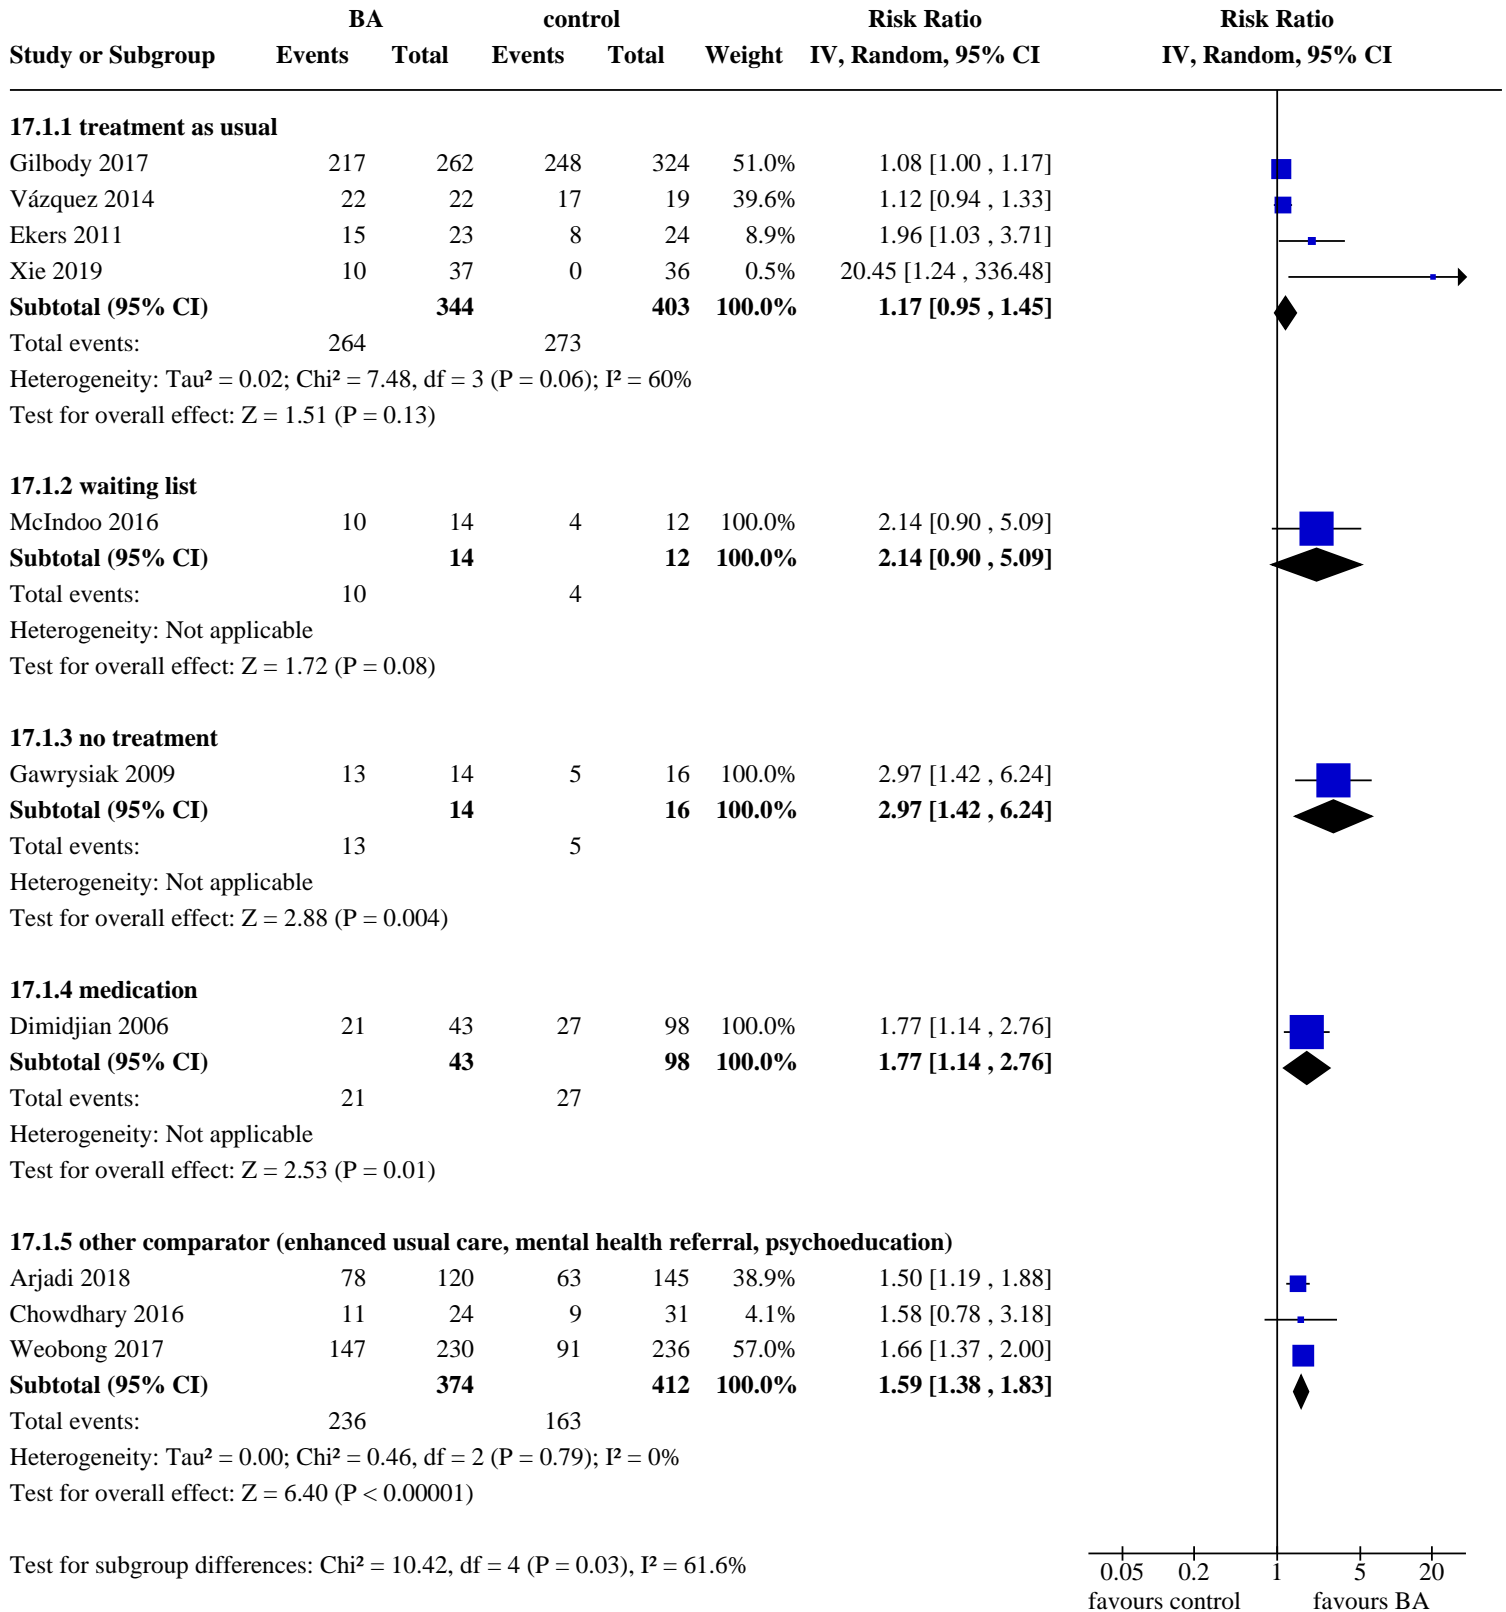 BA control Risk Ratio Risk Ratio
Study or Subgroup Events Total Events Total Weight IV, Random, 95% CI IV, Random, 95% CI
17.1.1 treatment as usual
Gilbody 2017 217 262 248 324 51.0% 1.08 [1.00 , 1.17]
Vázquez 2014 22 22 17 19 39.6% 1.12 [0.94 , 1.33]
Ekers 2011 15 23 8 24 8.9% 1.96 [1.03 , 3.71]
Xie 2019 10 37 0 36 0.5% 20.45 [1.24 , 336.48]
Subtotal (95% CI) 344 403 100.0% 1.17 [0.95 , 1.45]
Total events: 264 273
Heterogeneity: Tau² = 0.02; Chi² = 7.48, df = 3 (P = 0.06); I² = 60%
Test for overall effect: Z = 1.51 (P = 0.13)
17.1.2 waiting list
McIndoo 2016 10 14 4 12 100.0% 2.14 [0.90 , 5.09]
Subtotal (95% CI) 14 12 100.0% 2.14 [0.90 , 5.09]
Total events: 10 4
Heterogeneity: Not applicable
Test for overall effect: Z = 1.72 (P = 0.08)
17.1.3 no treatment
Gawrysiak 2009 13 14 5 16 100.0% 2.97 [1.42 , 6.24]
Subtotal (95% CI) 14 16 100.0% 2.97 [1.42 , 6.24]
Total events: 13 5
Heterogeneity: Not applicable
Test for overall effect: Z = 2.88 (P = 0.004)
17.1.4 medication
Dimidjian 2006 21 43 27 98 100.0% 1.77 [1.14 , 2.76]
Subtotal (95% CI) 43 98 100.0% 1.77 [1.14 , 2.76]
Total events: 21 27
Heterogeneity: Not applicable
Test for overall effect: Z = 2.53 (P = 0.01)
17.1.5 other comparator (enhanced usual care, mental health referral, psychoeducation)
Arjadi 2018 78 120 63 145 38.9% 1.50 [1.19 , 1.88]
Chowdhary 2016 11 24 9 31 4.1% 1.58 [0.78 , 3.18]
Weobong 2017 147 230 91 236 57.0% 1.66 [1.37 , 2.00]
Subtotal (95% CI) 374 412 100.0% 1.59 [1.38 , 1.83]
Total events: 236 163
Heterogeneity: Tau² = 0.00; Chi² = 0.46, df = 2 (P = 0.79); I² = 0%
Test for overall effect: Z = 6.40 (P < 0.00001)
Test for subgroup differences: Chi² = 10.42, df = 4 (P = 0.03), I² = 61.6%
0.05 0.2 1 5 20
favours control favours BA